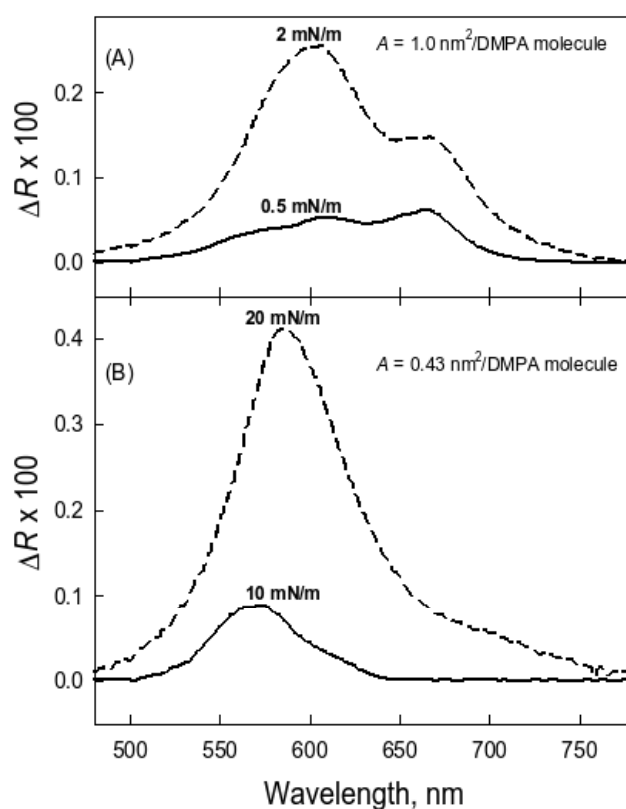 2 mN/m
A = 1.0 nm²/DMPA molecule
(A)
0.2
ΔR x 100
0.1
0.5 mN/m
0.0
20 mN/m
0.4
(B)
A = 0.43 nm²/DMPA molecule
0.3
ΔR x 100
0.2
0.1
10 mN/m
0.0
500 550 600 650 700 750
Wavelength, nm